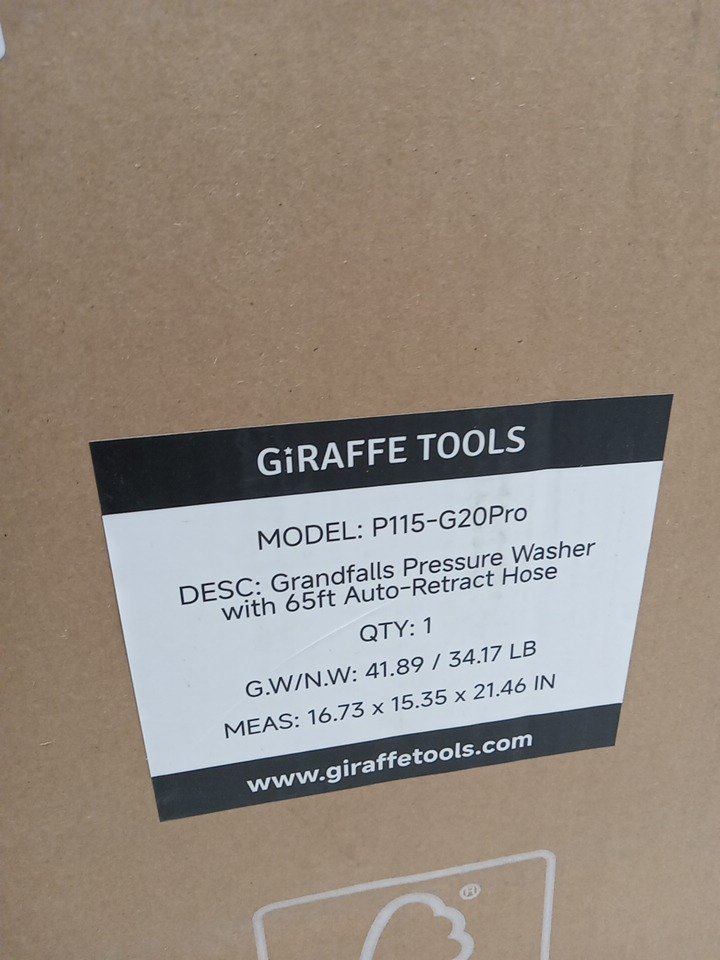 GiRAFFE TOOLS
MODEL: P115-G20Pro
DESC: Grandfalls Pressure Washer
with 65ft Auto-Retract Hose
QTY: 1
G.W/N.W: 41.89 / 34.17 LB
MEAS: 16.73 x 15.35 x 21.46 IN
www.giraffetools.com
®